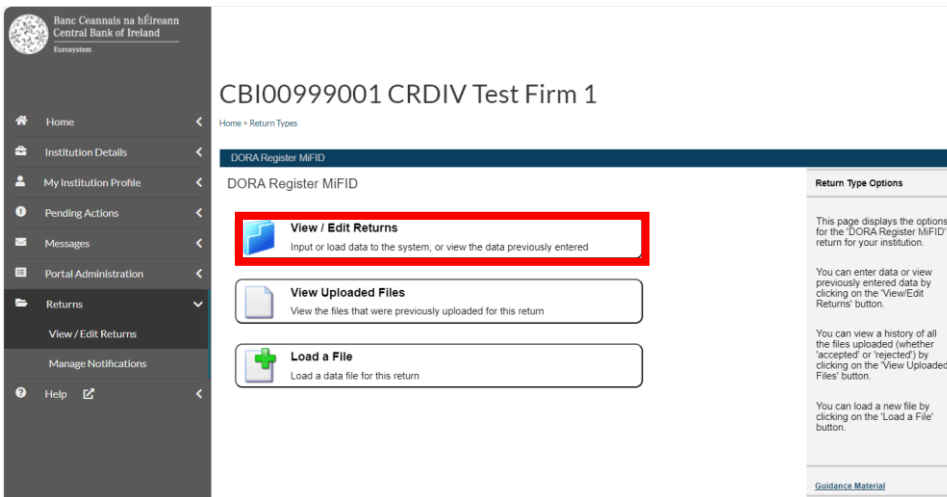 Banc Ceannais na hÉireann
Central Bank of Ireland
Eurosystem
Home
Institution Details
My Institution Profile
Pending Actions
Messages
Portal Administration
Returns
View / Edit Returns
Manage Notifications
Help
CBI00999001 CRDIV Test Firm 1
Home > Return Types
DORA Register MiFID
DORA Register MiFID
View / Edit Returns
Input or load data to the system, or view the data previously entered
View Uploaded Files
View the files that were previously uploaded for this return
Load a File
Load a data file for this return
Return Type Options
This page displays the options
for the 'DORA Register MiFID'
return for your institution.
You can enter data or view
previously entered data by
clicking on the 'View/Edit
Returns' button.
You can view a history of all
the files uploaded (whether
'accepted' or 'rejected') by
clicking on the 'View Uploaded
Files' button.
You can load a new file by
clicking on the 'Load a File'
button.
Guidance Material